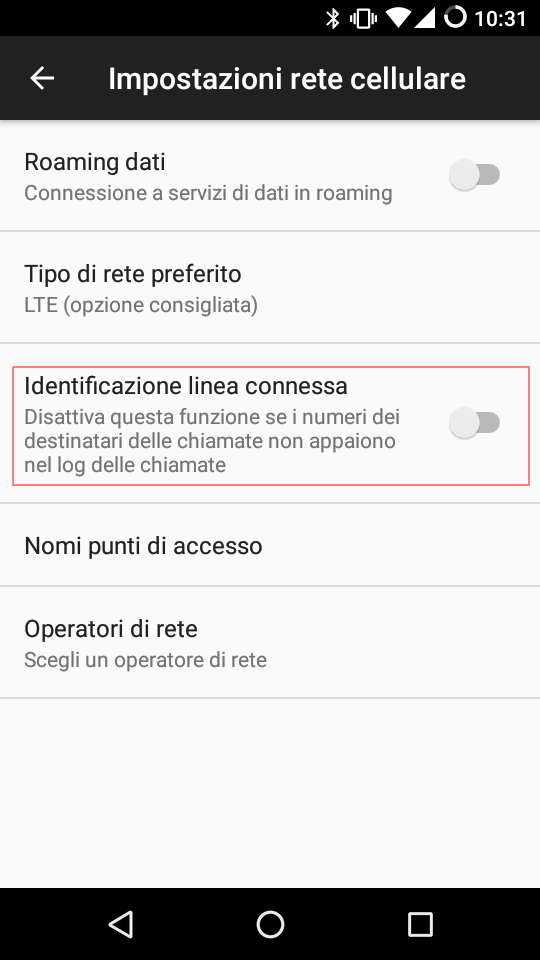 10:31
Impostazioni rete cellulare
Roaming dati
Connessione a servizi di dati in roaming
Tipo di rete preferito
LTE (opzione consigliata)
Identificazione linea connessa
Disattiva questa funzione se i numeri dei
destinatari delle chiamate non appaiono
nel log delle chiamate
Nomi punti di accesso
Operatori di rete
Scegli un operatore di rete